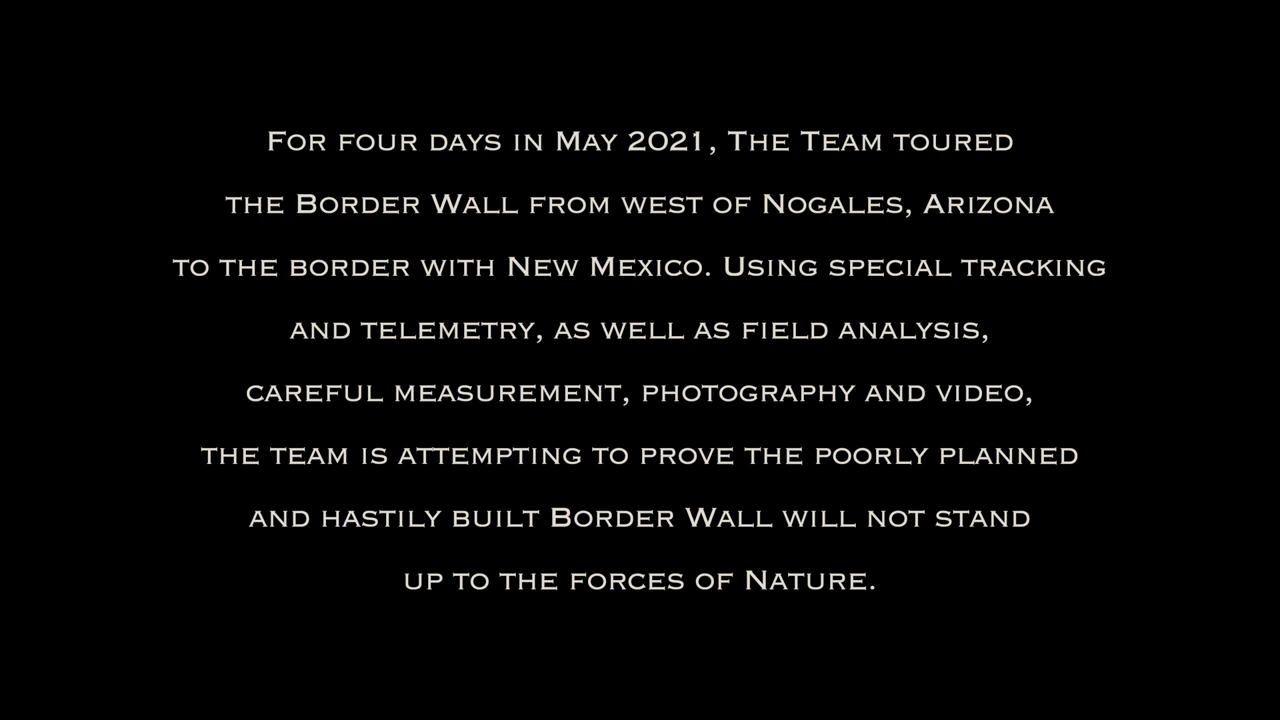 For four days in May 2021, The Team toured
the Border Wall from west of Nogales, Arizona
to the border with New Mexico. Using special tracking
and telemetry, as well as field analysis,
careful measurement, photography and video,
the team is attempting to prove the poorly planned
and hastily built Border Wall will not stand
up to the forces of Nature.